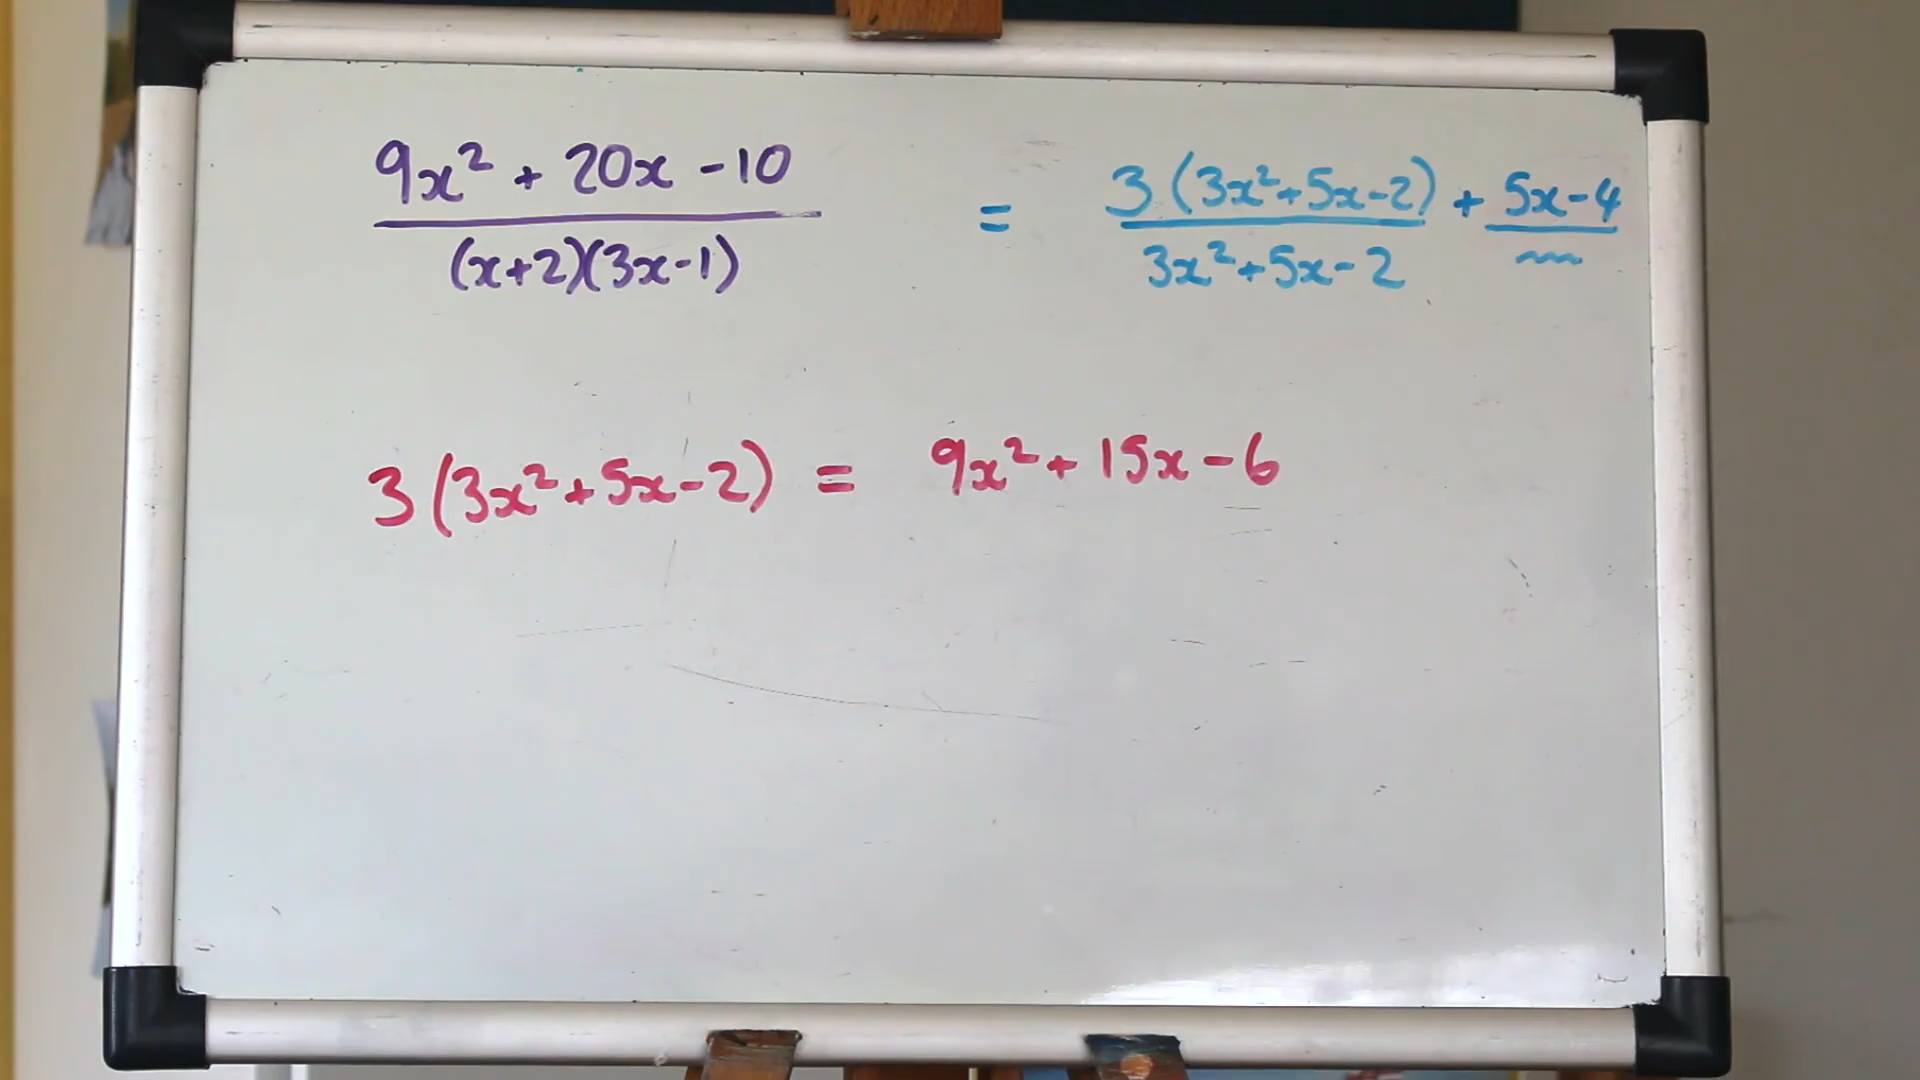 9x² + 20x - 10 / (x+2)(3x-1) = 3(3x²+5x-2) / 3x²+5x-2 + 5x-4 / ~~~
3(3x²+5x-2) = 9x²+15x-6